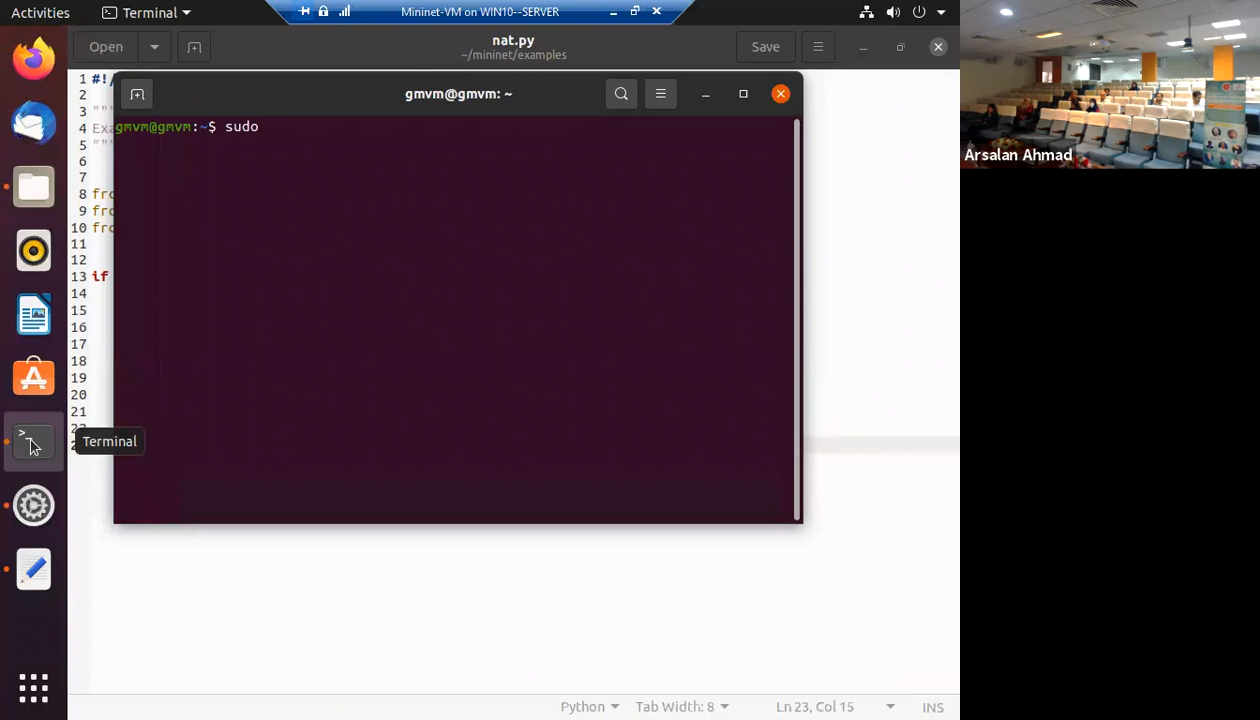 Activities
Terminal
Mininet-VM on WIN10--SERVER
Open
nat.py
~/mininet/examples
Save
gmvm@gmvm: ~
gmvm@gmvm:~$ sudo
1 #!/
2
3 """
4 Exa
5 """
6
7
8 fro
9 fro
10 fro
11
12
13 if
14
15
16
17
18
19
20
21
Terminal
Python
Tab Width: 8
Ln 23, Col 15
INS
Arsalan Ahmad